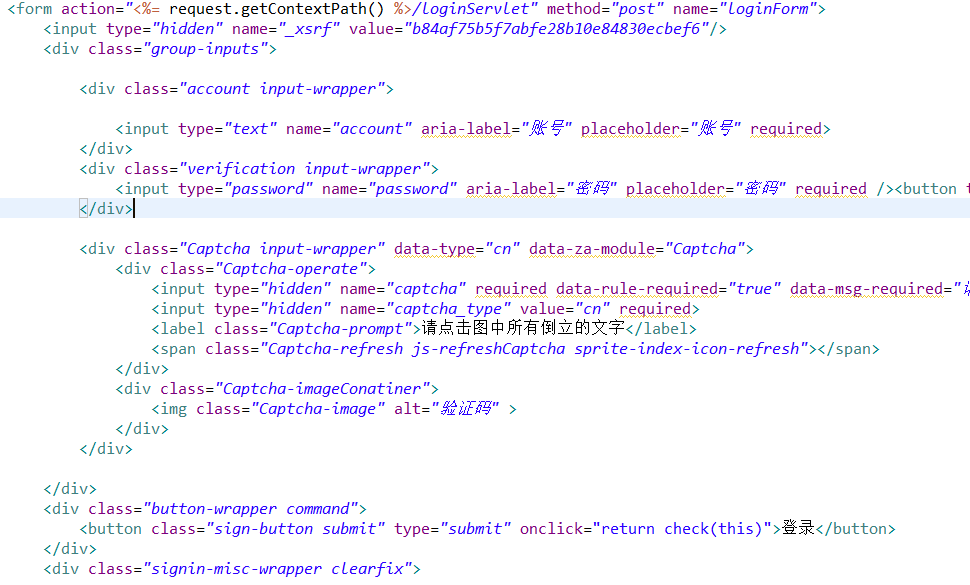 <form action="<%= request.getContextPath() %>/loginServlet" method="post" name="loginForm">
<input type="hidden" name="_xsrf" value="b84af75b5f7abfe28b10e84830ecbef6"/>
<div class="group-inputs">
<div class="account input-wrapper">
<input type="text" name="account" aria-label="账号" placeholder="账号" required>
</div>
<div class="verification input-wrapper">
<input type="password" name="password" aria-label="密码" placeholder="密码" required /><button t
</div>
<div class="Captcha input-wrapper" data-type="cn" data-za-module="Captcha">
<div class="Captcha-operate">
<input type="hidden" name="captcha" required data-rule-required="true" data-msg-required="
<input type="hidden" name="captcha_type" value="cn" required>
<label class="Captcha-prompt">请点击图中所有倒立的文字</label>
<span class="Captcha-refresh js-refreshCaptcha sprite-index-icon-refresh"></span>
</div>
<div class="Captcha-imageConatiner">
<img class="Captcha-image" alt="验证码" >
</div>
</div>
</div>
<div class="button-wrapper command">
<button class="sign-button submit" type="submit" onclick="return check(this)">登录</button>
</div>
<div class="signin-misc-wrapper clearfix">